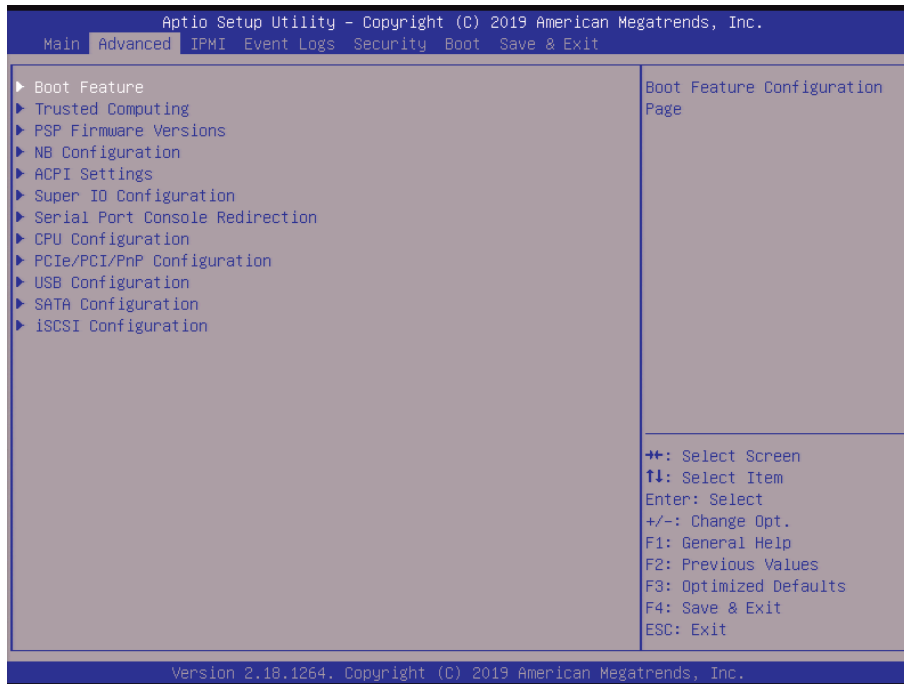 Aptio Setup Utility – Copyright (C) 2019 American Megatrends, Inc.
Main Advanced IPMI Event Logs Security Boot Save & Exit
▶ Boot Feature
▶ Trusted Computing
▶ PSP Firmware Versions
▶ NB Configuration
▶ ACPI Settings
▶ Super IO Configuration
▶ Serial Port Console Redirection
▶ CPU Configuration
▶ PCIe/PCI/PnP Configuration
▶ USB Configuration
▶ SATA Configuration
▶ iSCSI Configuration
Boot Feature Configuration
Page
→←: Select Screen
↑↓: Select Item
Enter: Select
+/-: Change Opt.
F1: General Help
F2: Previous Values
F3: Optimized Defaults
F4: Save & Exit
ESC: Exit
Version 2.18.1264. Copyright (C) 2019 American Megatrends, Inc.